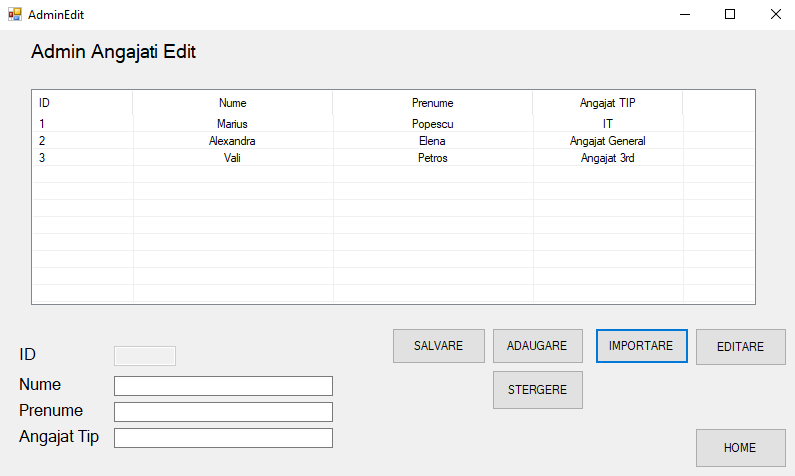 AdminEdit
Admin Angajati Edit
ID Nume Prenume Angajat TIP
1 Marius Popescu IT
2 Alexandra Elena Angajat General
3 Vali Petros Angajat 3rd
SALVARE ADAUGARE IMPORTARE EDITARE
ID
STERGERE
Nume
Prenume
Angajat Tip
HOME